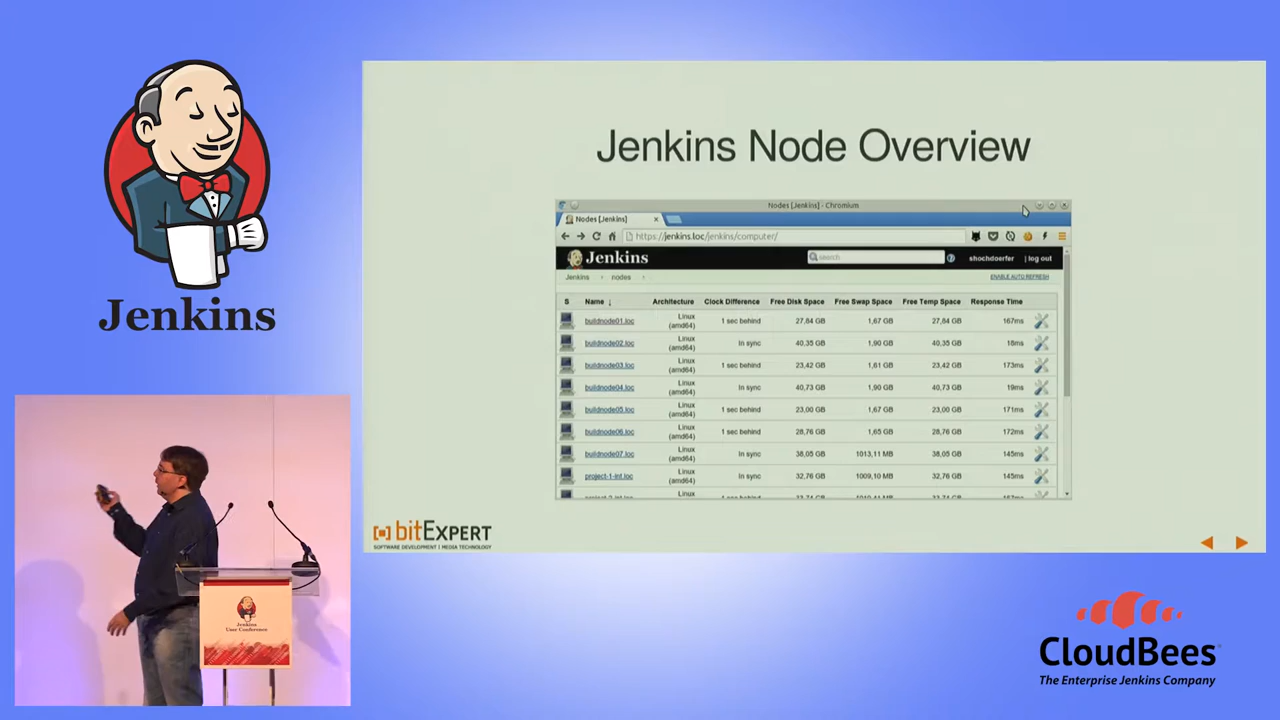 Jenkins
Jenkins Node Overview
Nodes [Jenkins] - Chromium
Nodes [Jenkins]
https://jenkins.loc/jenkins/computer/
Jenkins
search
shochdoerfer | log out
Jenkins nodes
ENABLE AUTO REFRESH
S Name ↓ Architecture Clock Difference Free Disk Space Free Swap Space Free Temp Space Response Time
buildnode01.loc Linux (amd64) 1 sec behind 27,84 GB 1,67 GB 27,84 GB 167ms
buildnode02.loc Linux (amd64) In sync 40,35 GB 1,90 GB 40,35 GB 18ms
buildnode03.loc Linux (amd64) 1 sec behind 23,42 GB 1,61 GB 23,42 GB 173ms
buildnode04.loc Linux (amd64) In sync 40,73 GB 1,90 GB 40,73 GB 19ms
buildnode05.loc Linux (amd64) 1 sec behind 23,00 GB 1,67 GB 23,00 GB 171ms
buildnode06.loc Linux (amd64) 1 sec behind 28,76 GB 1,65 GB 28,76 GB 172ms
buildnode07.loc Linux (amd64) In sync 38,05 GB 1013,11 MB 38,05 GB 145ms
project-1-int.loc Linux (amd64) In sync 32,76 GB 1009,10 MB 32,76 GB 145ms
Linux
bitExpert
SOFTWARE DEVELOPMENT | MEDIA TECHNOLOGY
Jenkins
User Conference
CloudBees
The Enterprise Jenkins Company